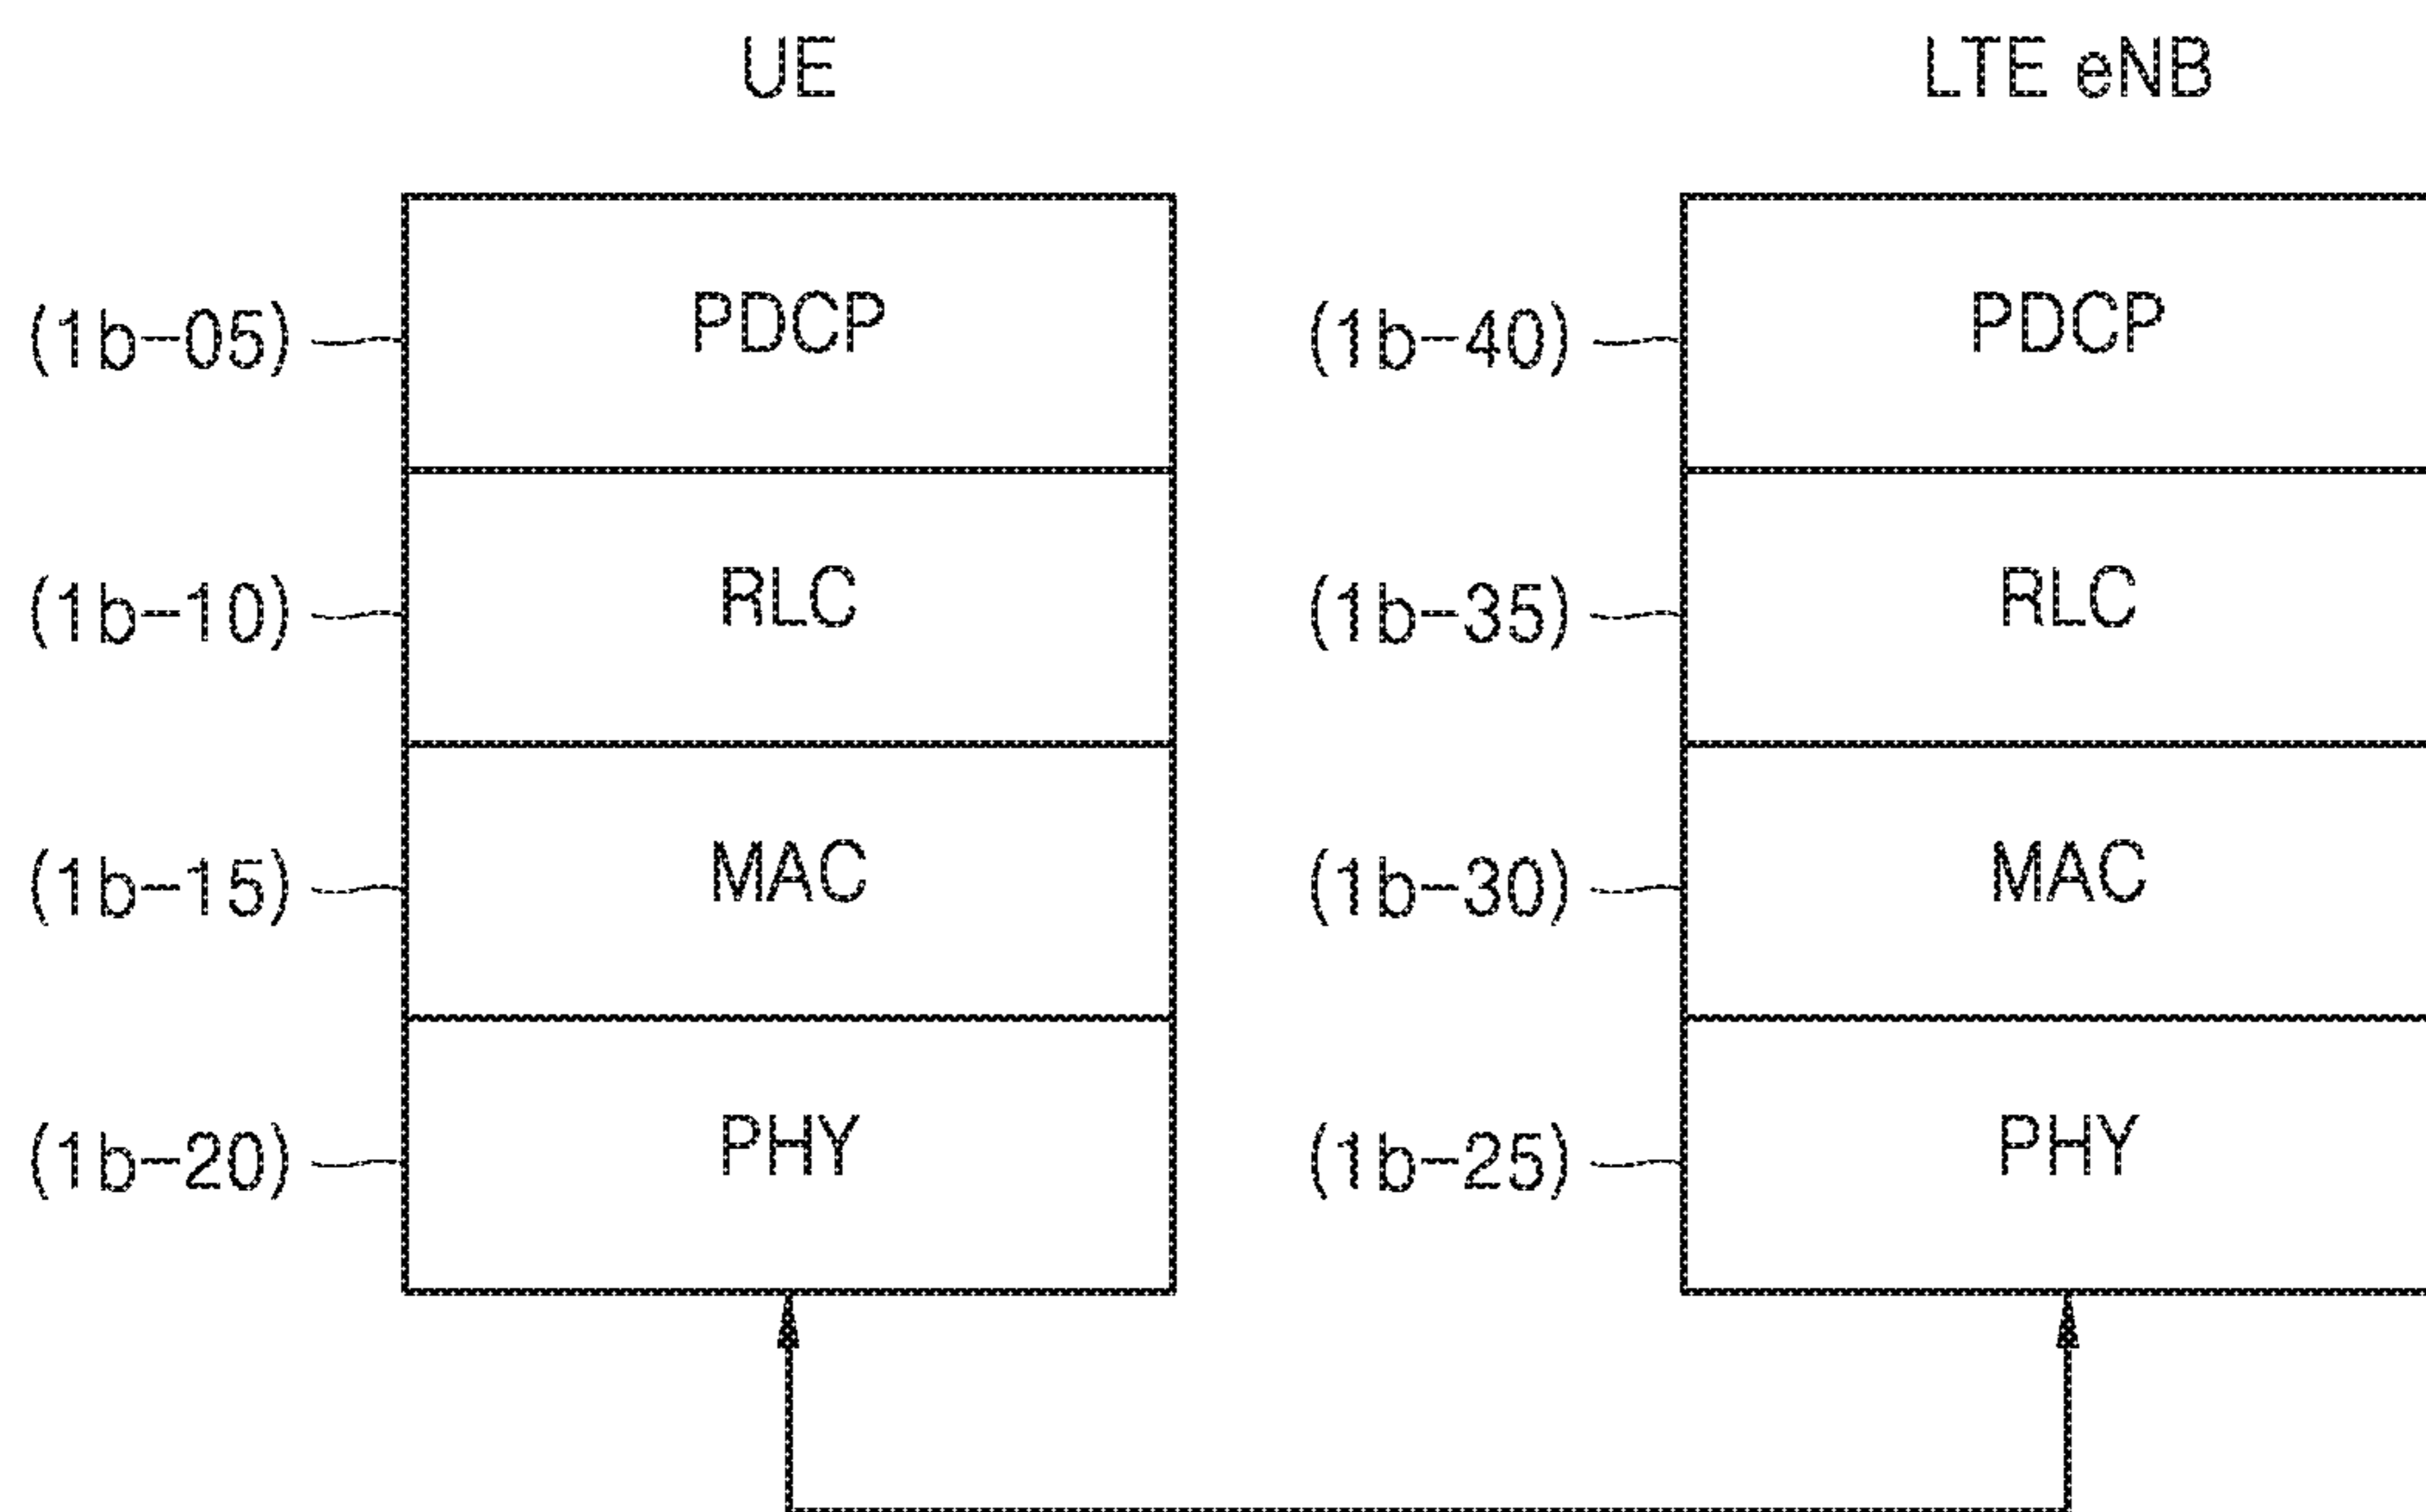 UE LTE eNB
(1b-05) PDCP (1b-40) PDCP
(1b-10) RLC (1b-35) RLC
(1b-15) MAC (1b-30) MAC
(1b-20) PHY (1b-25) PHY